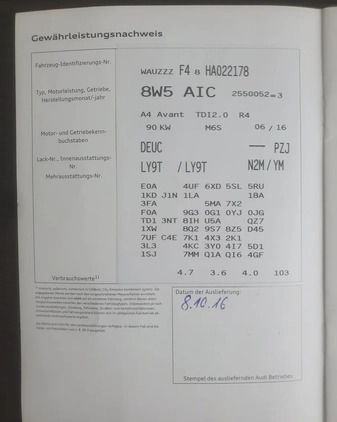 Gewährleistungsnachweis
Fahrzeug-Identifizierungs-Nr.
WAUZZZ F4 8 HA022178
Typ, Motorleistung, Getriebe,
Herstellungsmonat/-jahr
8W5 AIC 2550052=3
A4 Avant TDI2.0 R4
90 KW M6S 06/16
Motor- und Getriebekenn-
buchstaben
DEUC — PZJ
Lack-Nr., Innenausstattungs-
Nr.
Mehrausstattungs-Nr.
LY9T / LY9T N2M / YM
E0A 4UF 6XD 5SL 5RU
1KD J1N 1LA 1BA
3FA 5MA 7X2
F0A 9G3 0G1 0YJ 0JG
TD1 3NT 8IH U5A QZ7
1XW 8Q2 9S7 8Z5 D45
7UF C4E 7K1 4X3 2K1
3L3 4KC 3Y0 4I7 5D1
1SJ 7MM Q1A QI6 4GF
Verbrauchswerte¹⁾
4.7 3.6 4.0 103
Datum der Auslieferung:
8.10.16
Stempel des ausliefernden Audi Betriebes